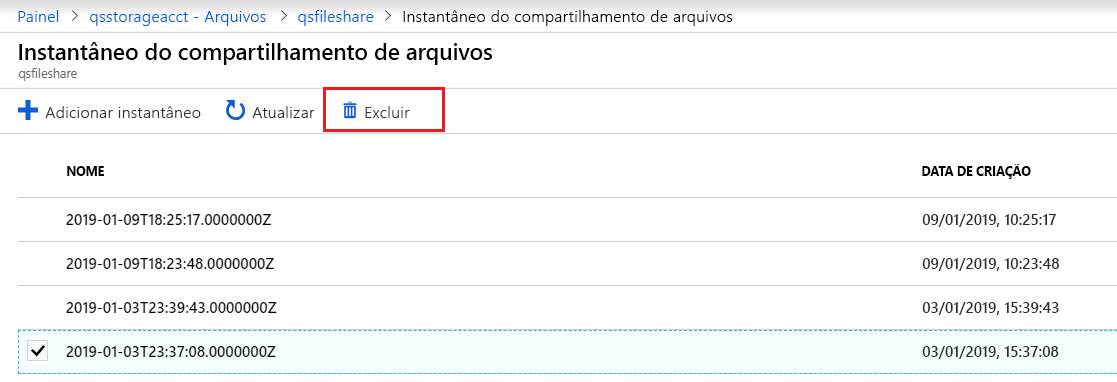 Painel > qsstorageacct - Arquivos > qsfileshare > Instantâneo do compartilhamento de arquivos
Instantâneo do compartilhamento de arquivos
qsfileshare
Adicionar instantâneo Atualizar Excluir
NOME DATA DE CRIAÇÃO
2019-01-09T18:25:17.0000000Z 09/01/2019, 10:25:17
2019-01-09T18:23:48.0000000Z 09/01/2019, 10:23:48
2019-01-03T23:39:43.0000000Z 03/01/2019, 15:39:43
2019-01-03T23:37:08.0000000Z 03/01/2019, 15:37:08